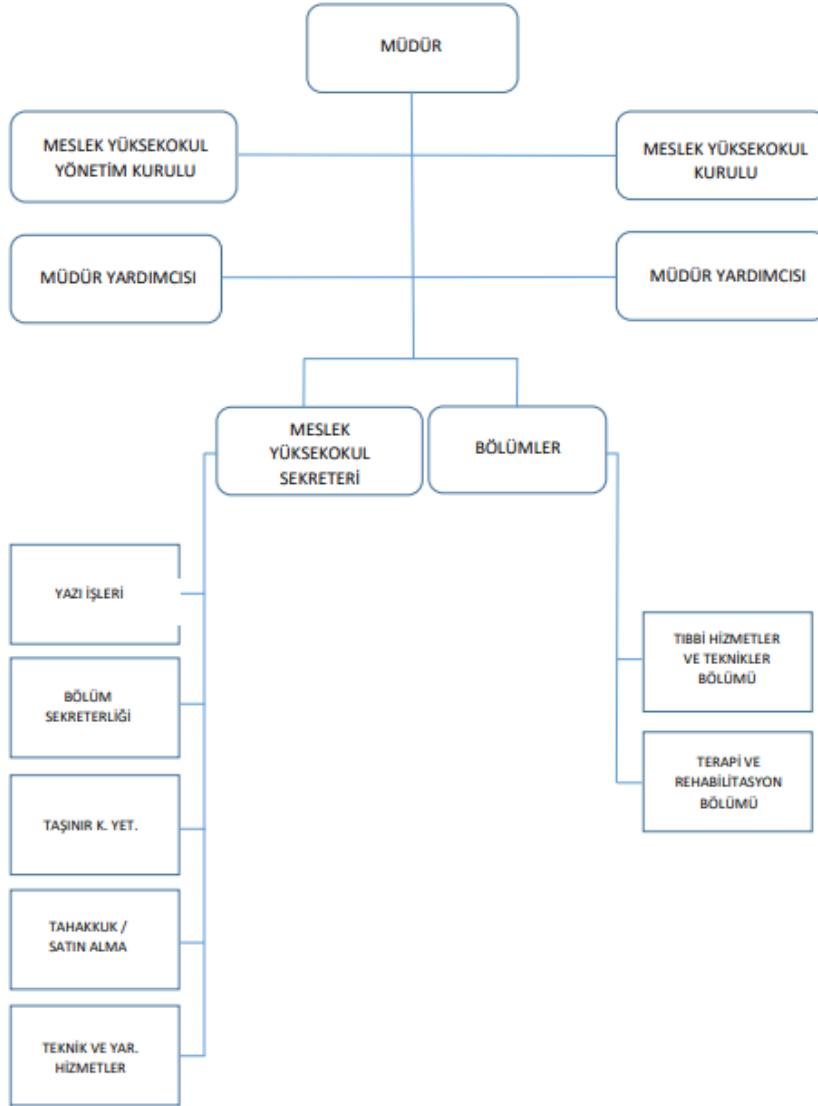 MÜDÜR
MESLEK YÜKSEKOKUL
YÖNETİM KURULU
MESLEK YÜKSEKOKUL
KURULU
MÜDÜR YARDIMCISI
MÜDÜR YARDIMCISI
MESLEK
YÜKSEKOKUL
SEKRETERİ
BÖLÜMLER
YAZI İŞLERİ
BÖLÜM
SEKRETERLİĞİ
TAŞINIR K. YET.
TAHAKKUK /
SATIN ALMA
TEKNİK VE YAR.
HİZMETLER
TIBBİ HİZMETLER
VE TEKNİKLER
BÖLÜMÜ
TERAPİ VE
REHABİLİTASYON
BÖLÜMÜ